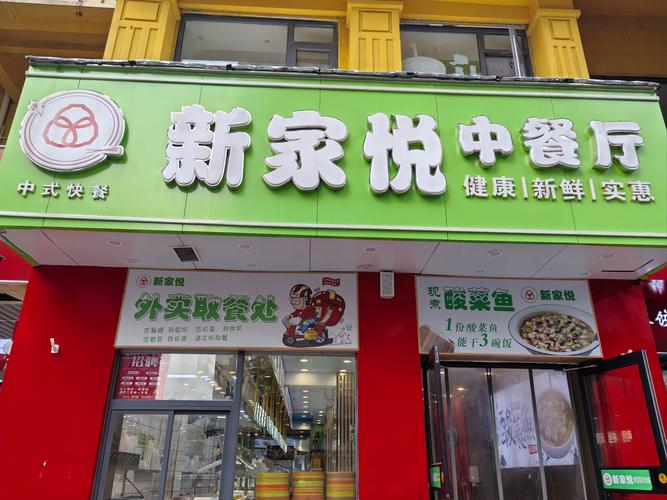 新家悦中餐厅
中式快餐
健康|新鲜|实惠
新家悦
外卖取餐处
现煮 酸菜鱼
新家悦
1份酸菜鱼
能干3碗饭
招聘
新家悦